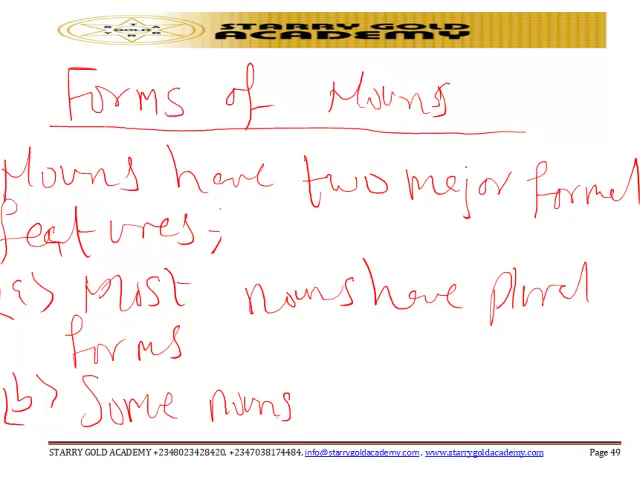 STARRY GOLD ACADEMY
Forms of Nouns
Nouns have two major formal
features;
(a) Most nouns have plural
forms
(b) Some nouns
STARRY GOLD ACADEMY +2348023428420, +2347038174484, info@starrygoldacademy.com, www.starrygoldacademy.com Page 49